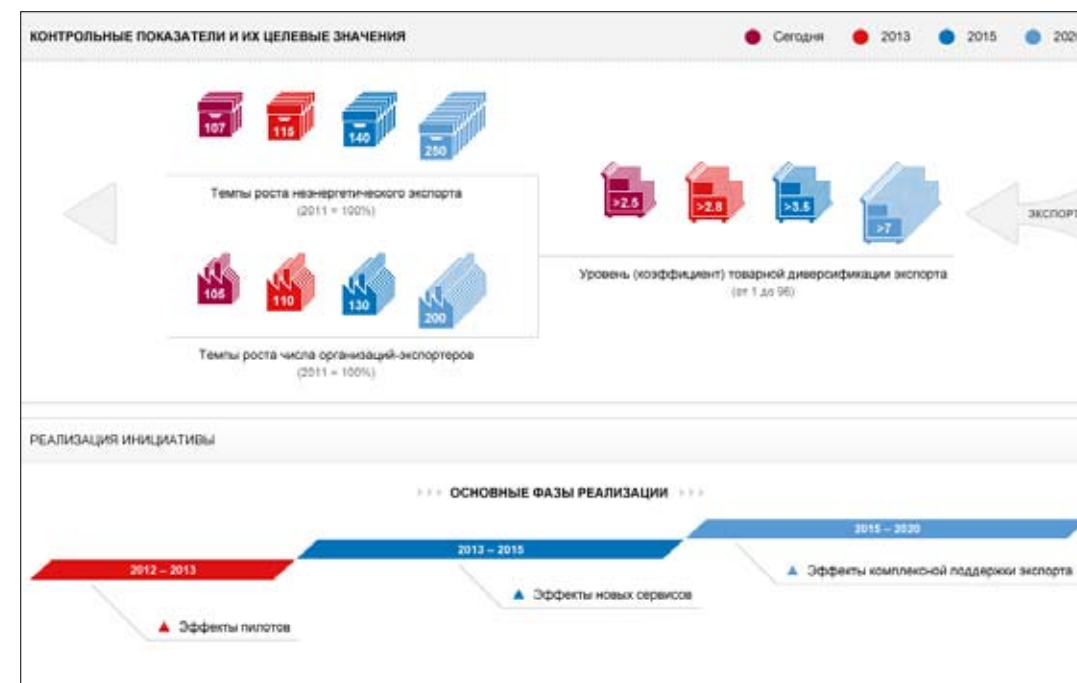 КОНТРОЛЬНЫЕ ПОКАЗАТЕЛИ И ИХ ЦЕЛЕВЫЕ ЗНАЧЕНИЯ
Сегодня 2013 2015 202
107 115 140 250
Темпы роста неэнергетического экспорта
(2011 = 100%)
>2.5 >2.8 >3.5 >7
ЭКСПОРТ
Уровень (коэффициент) товарной диверсификации экспорта
(от 1 до 96)
105 110 130 200
Темпы роста числа организаций-экспортеров
(2011 = 100%)
РЕАЛИЗАЦИЯ ИНИЦИАТИВЫ
ОСНОВНЫЕ ФАЗЫ РЕАЛИЗАЦИИ
2015 – 2020
2013 – 2015
2012 – 2013
Эффекты комплексной поддержки экспорта
Эффекты новых сервисов
Эффекты пилотов